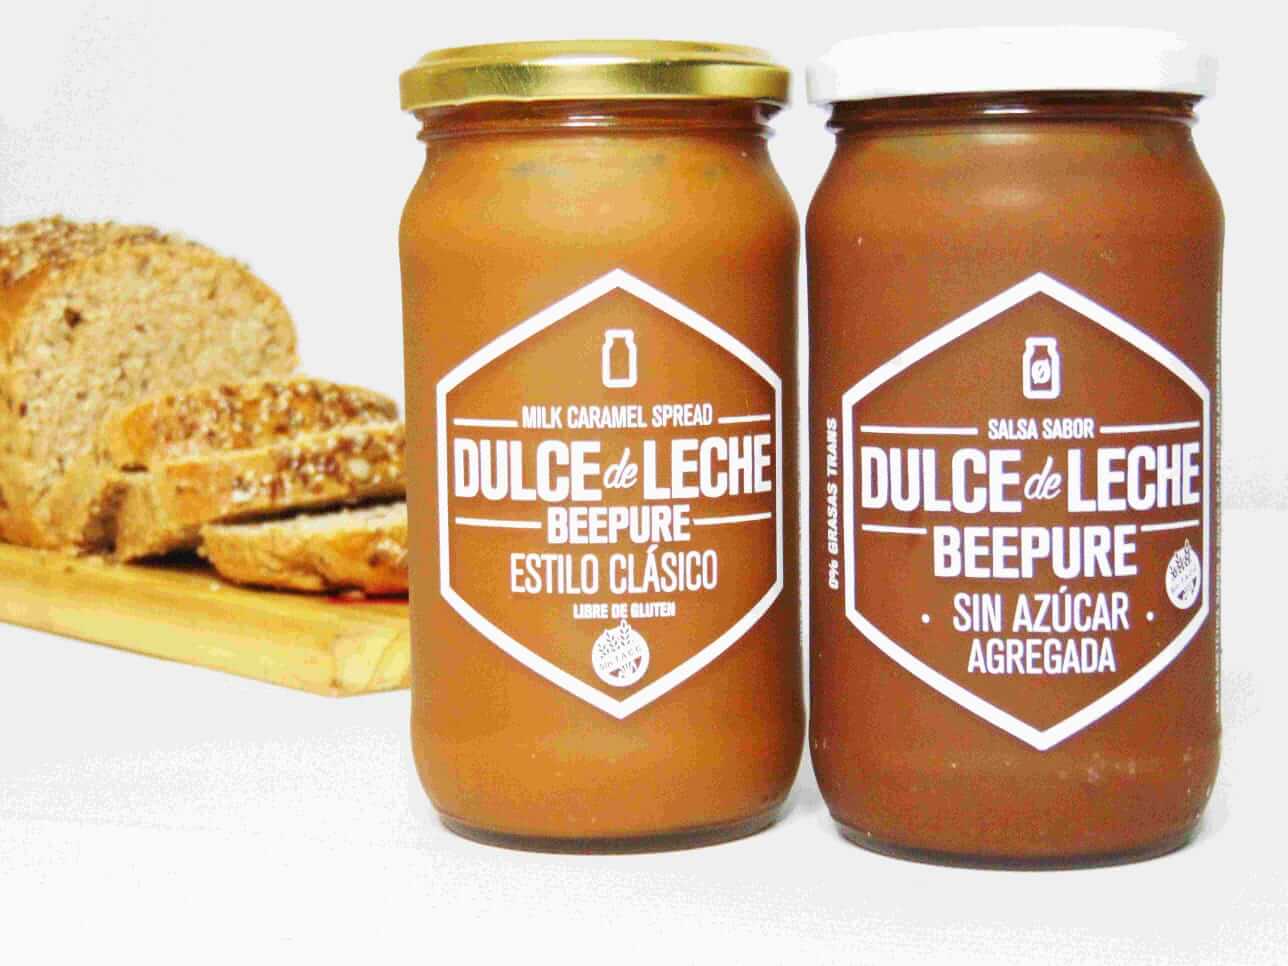 MILK CARAMEL SPREAD
DULCE de LECHE
BEEPURE
ESTILO CLÁSICO
LIBRE DE GLUTEN
Sin T.A.C.C.
0% GRASAS TRANS
SALSA SABOR
DULCE de LECHE
BEEPURE
SIN AZÚCAR
AGREGADA